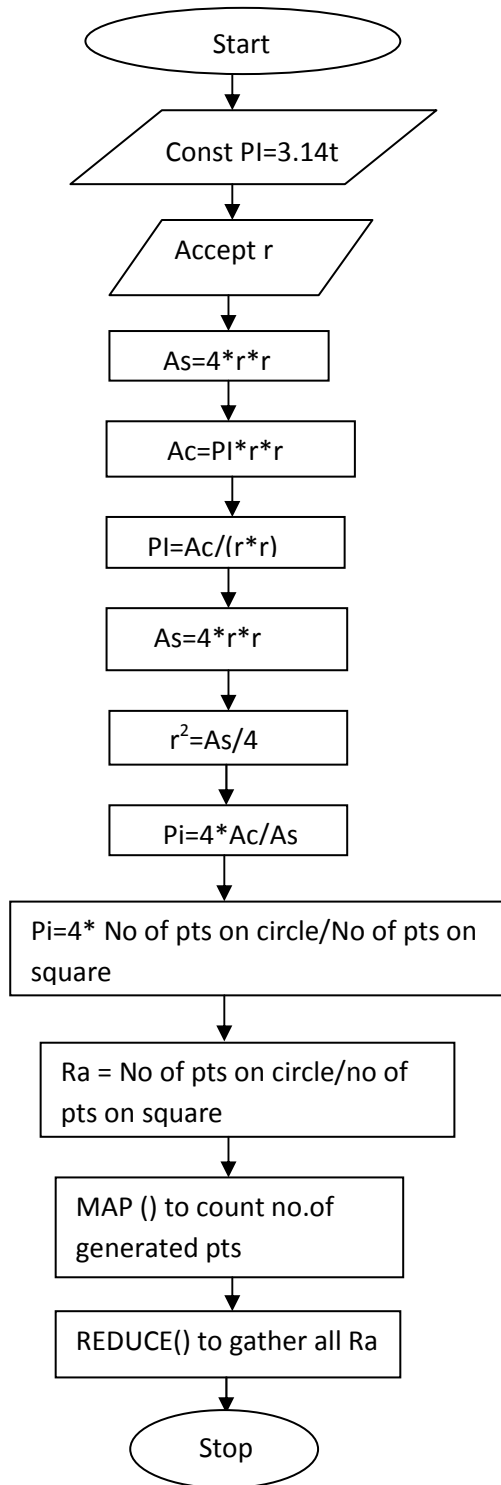 Start
Const PI=3.14t
Accept r
As=4*r*r
Ac=PI*r*r
PI=Ac/(r*r)
As=4*r*r
r²=As/4
Pi=4*Ac/As
Pi=4* No of pts on circle/No of pts on
square
Ra = No of pts on circle/no of
pts on square
MAP () to count no.of
generated pts
REDUCE() to gather all Ra
Stop